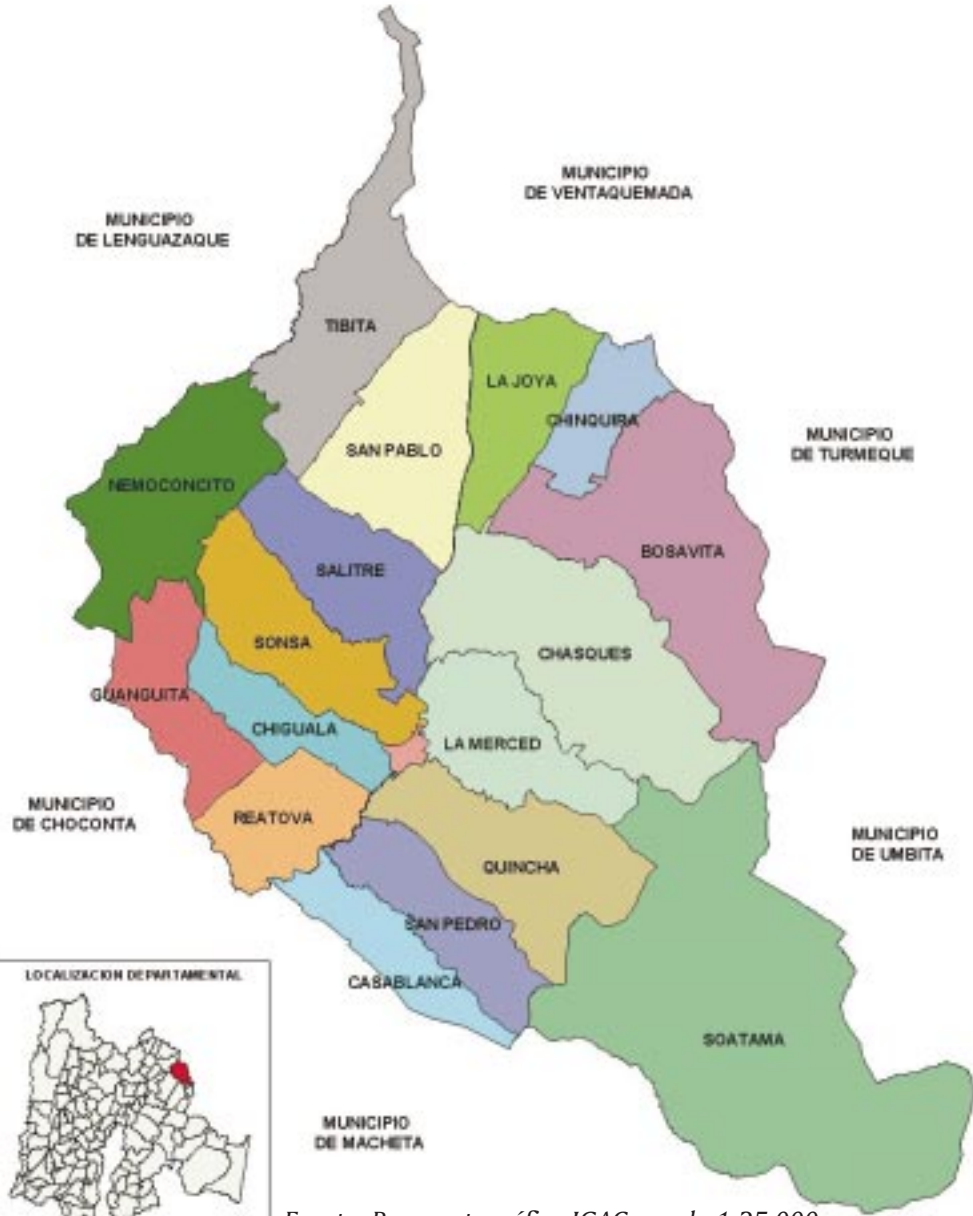 MUNICIPIO
DE VENTAQUEMADA
MUNICIPIO
DE LENGUAZAQUE
TIBITA
LA JOYA
CHINQUIRA
SAN PABLO
MUNICIPIO
DE TURMEQUE
NEMOCONCITO
BOSAVITA
SALITRE
SONSA
CHASQUES
GUANGUITA
CHIGUALA
LA MERCED
MUNICIPIO
DE CHOCONTA
REATOVA
MUNICIPIO
DE UMBITA
QUINCHA
SAN PEDRO
CASABLANCA
LOCALIZACION DEPARTAMENTAL
SOATAMA
MUNICIPIO
DE MACHETA